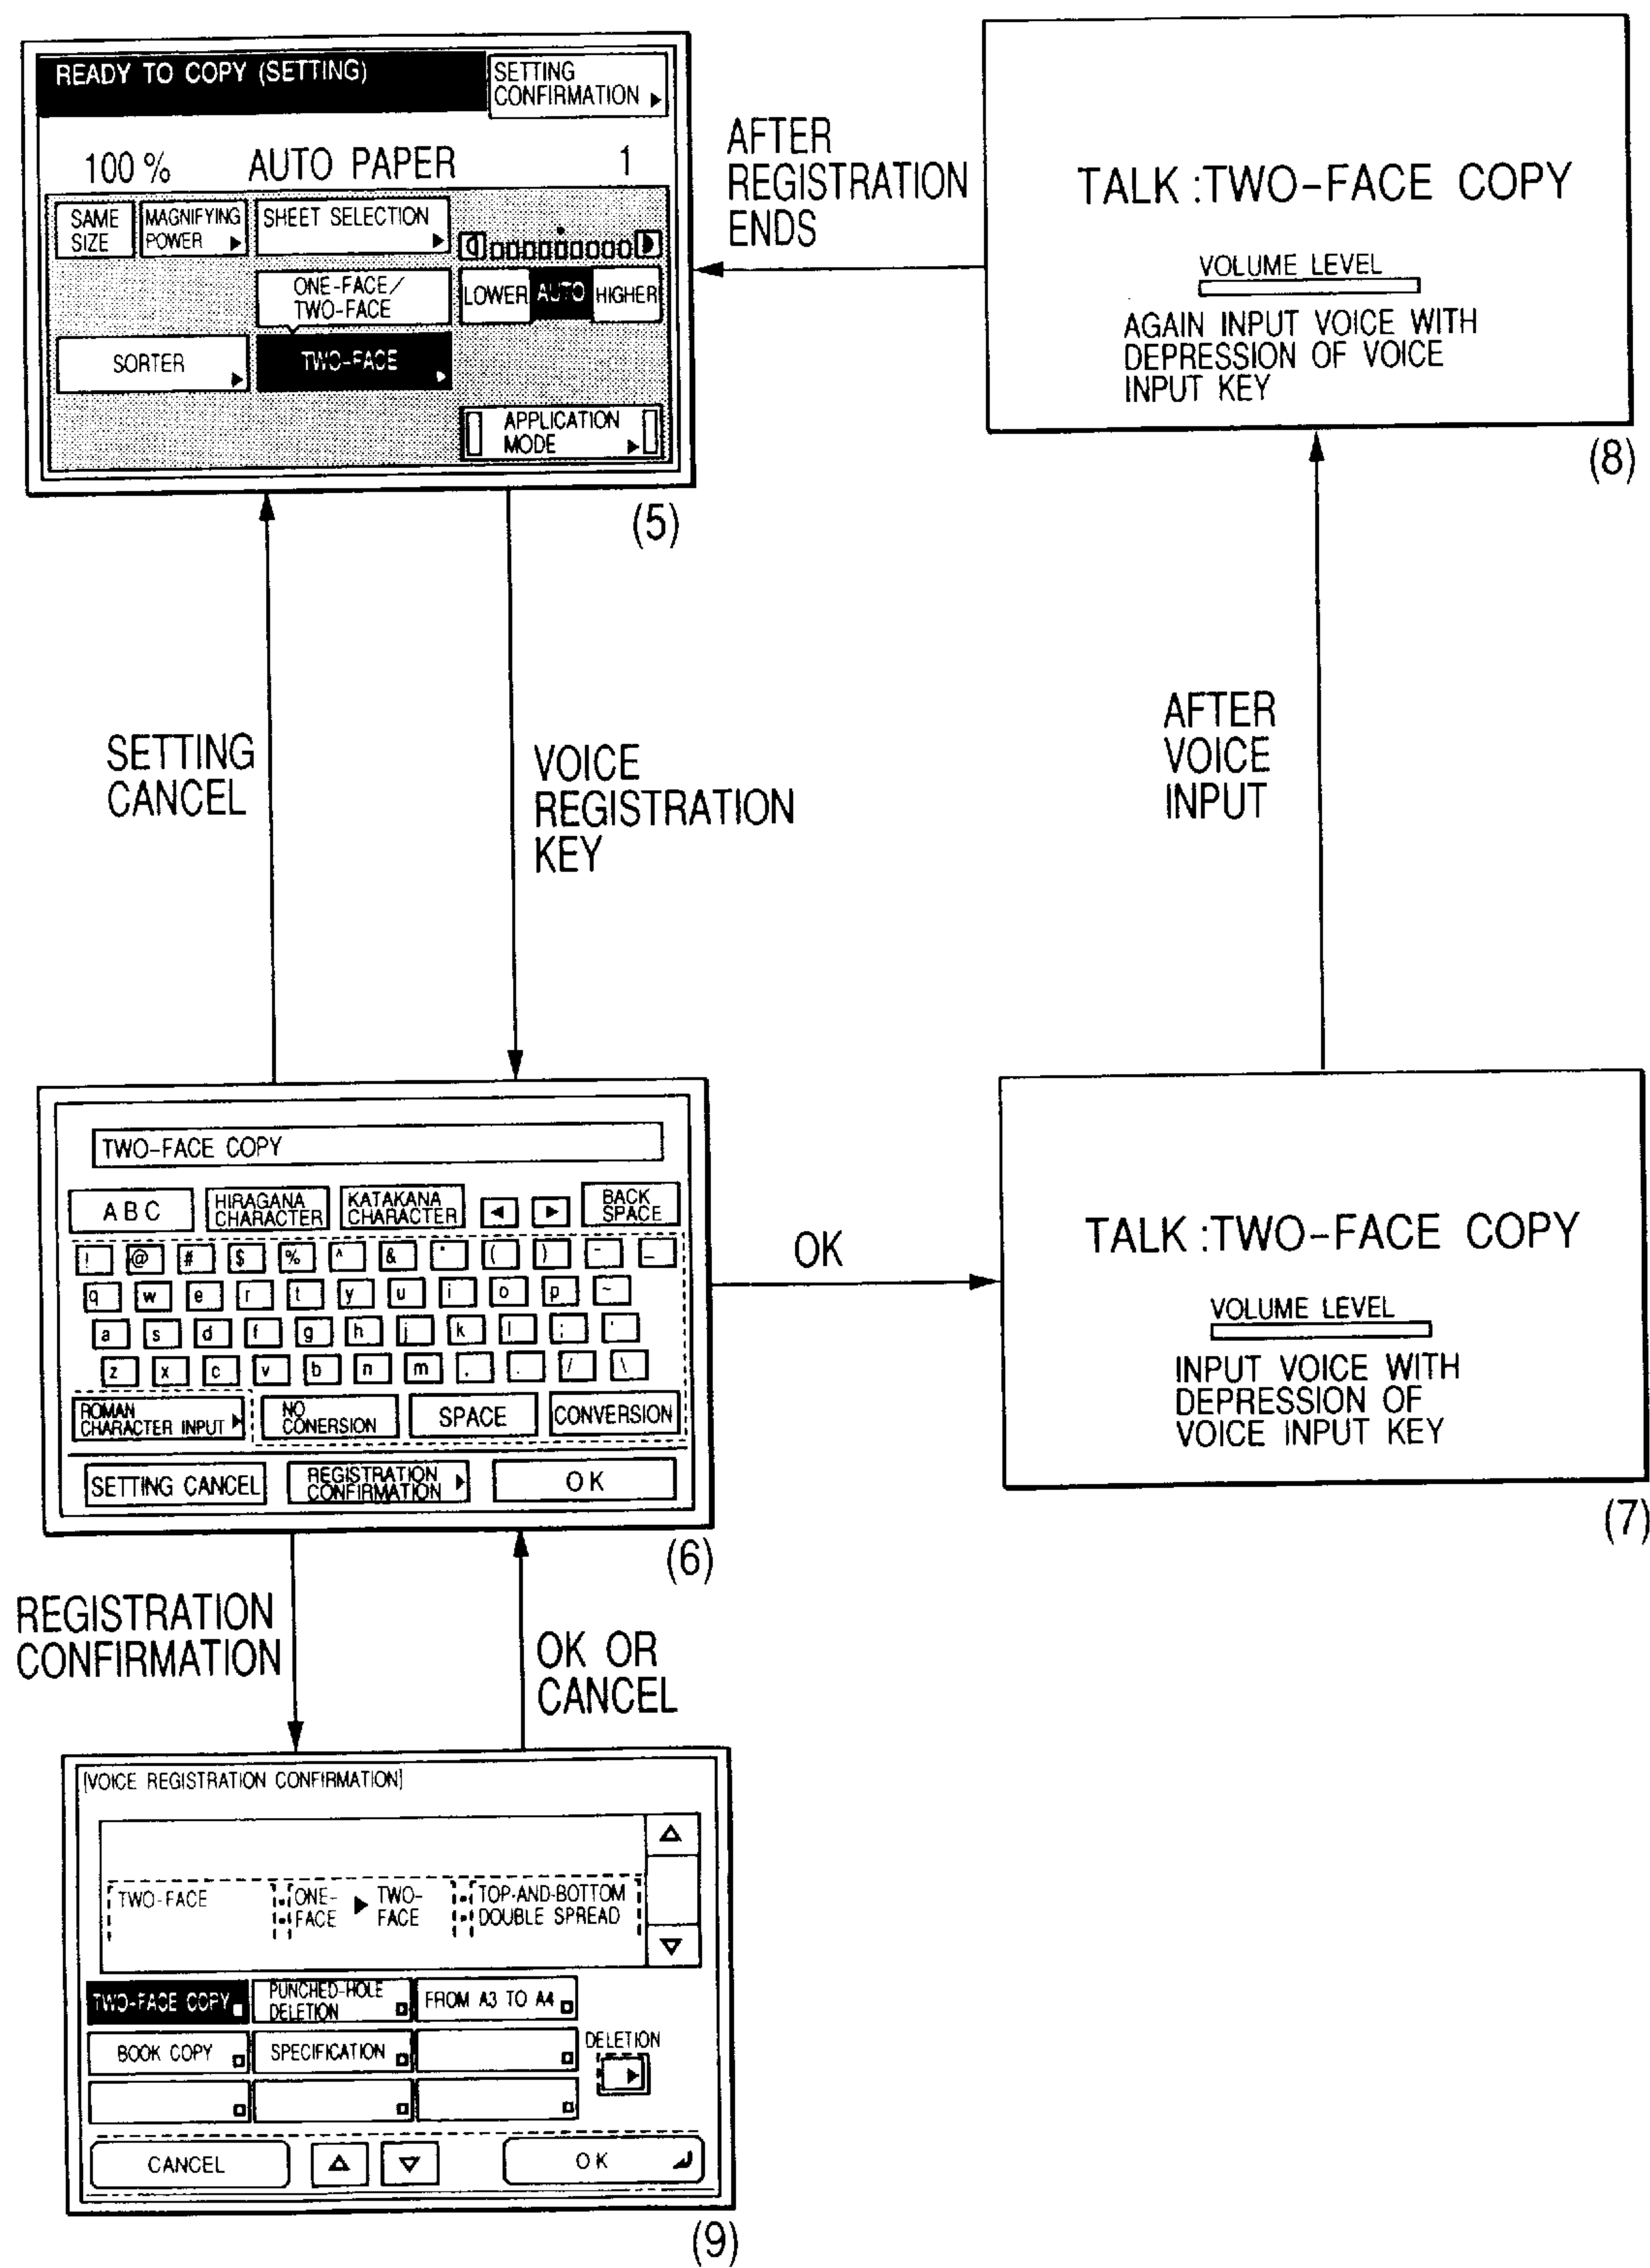 READY TO COPY (SETTING)
SETTING
CONFIRMATION
100 %
AUTO PAPER
1
SAME
SIZE
MAGNIFYING
POWER
SHEET SELECTION
ONE-FACE/
TWO-FACE
LOWER
AUTO
HIGHER
SORTER
TWO-FACE
APPLICATION
MODE
(5)
AFTER
REGISTRATION
ENDS
TALK :TWO-FACE COPY
VOLUME LEVEL
AGAIN INPUT VOICE WITH
DEPRESSION OF VOICE
INPUT KEY
(8)
SETTING
CANCEL
VOICE
REGISTRATION
KEY
AFTER
VOICE
INPUT
TWO-FACE COPY
A B C
HIRAGANA
CHARACTER
KATAKANA
CHARACTER
BACK
SPACE
! @ # $ % ^ & ( ) - _
q w e r t y u i o p ~
a s d f g h j k l ; '
z x c v b n m , . / \
ROMAN
CHARACTER INPUT
NO
CONERSION
SPACE
CONVERSION
SETTING CANCEL
REGISTRATION
CONFIRMATION
O K
(6)
OK
TALK :TWO-FACE COPY
VOLUME LEVEL
INPUT VOICE WITH
DEPRESSION OF
VOICE INPUT KEY
(7)
REGISTRATION
CONFIRMATION
OK OR
CANCEL
[VOICE REGISTRATION CONFIRMATION]
TWO-FACE
ONE-
FACE
TWO-
FACE
TOP-AND-BOTTOM
DOUBLE SPREAD
TWO-FACE COPY
PUNCHED-HOLE
DELETION
FROM A3 TO A4
BOOK COPY
SPECIFICATION
DELETION
CANCEL
O K
(9)